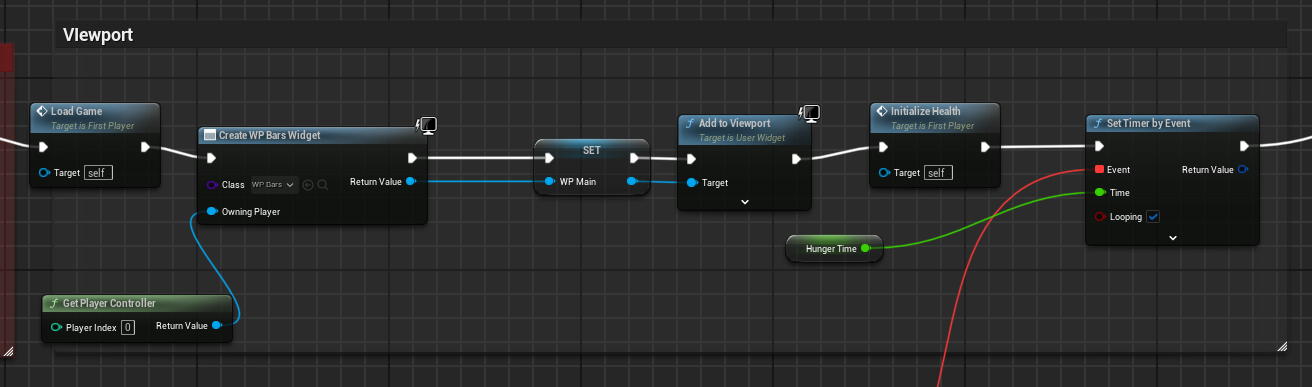 VIewport
Load Game
Target is First Player
Target self
Create WP Bars Widget
Class WP Bars
Return Value
Owning Player
SET
WP Main
Add to Viewport
Target is User Widget
Target
Initialize Health
Target is First Player
Target self
Set Timer by Event
Event
Return Value
Time
Looping
Hunger Time
Get Player Controller
Player Index 0
Return Value